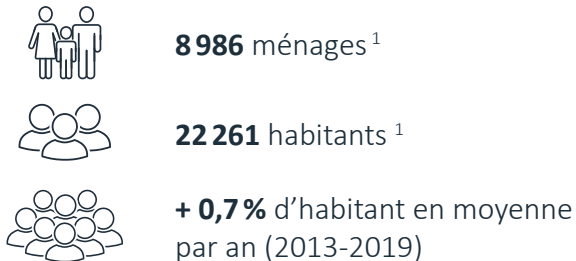 8 986 ménages 1
22 261 habitants 1
+ 0,7 % d’habitant en moyenne
par an (2013-2019)